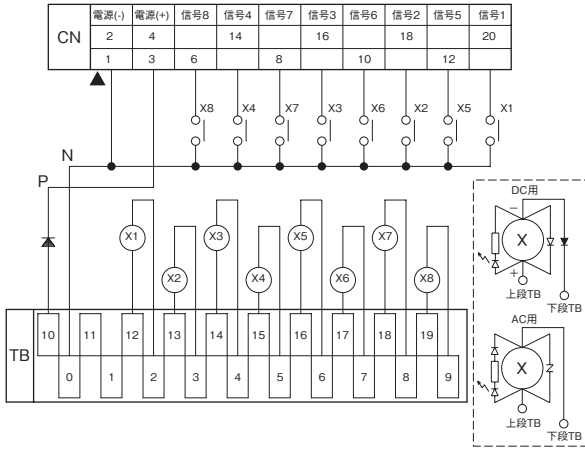 電源(-) 電源(+) 信号8 信号4 信号7 信号3 信号6 信号2 信号5 信号1
CN
2 4 14 16 18 20
1 3 6 8 10 12
X8 X4 X7 X3 X6 X2 X5 X1
N
P
X1 X3 X5 X7
X2 X4 X6 X8
TB
10 11 12 13 14 15 16 17 18 19
0 1 2 3 4 5 6 7 8 9
DC用
−
X
+
上段TB
下段TB
AC用
X
Z
上段TB
下段TB